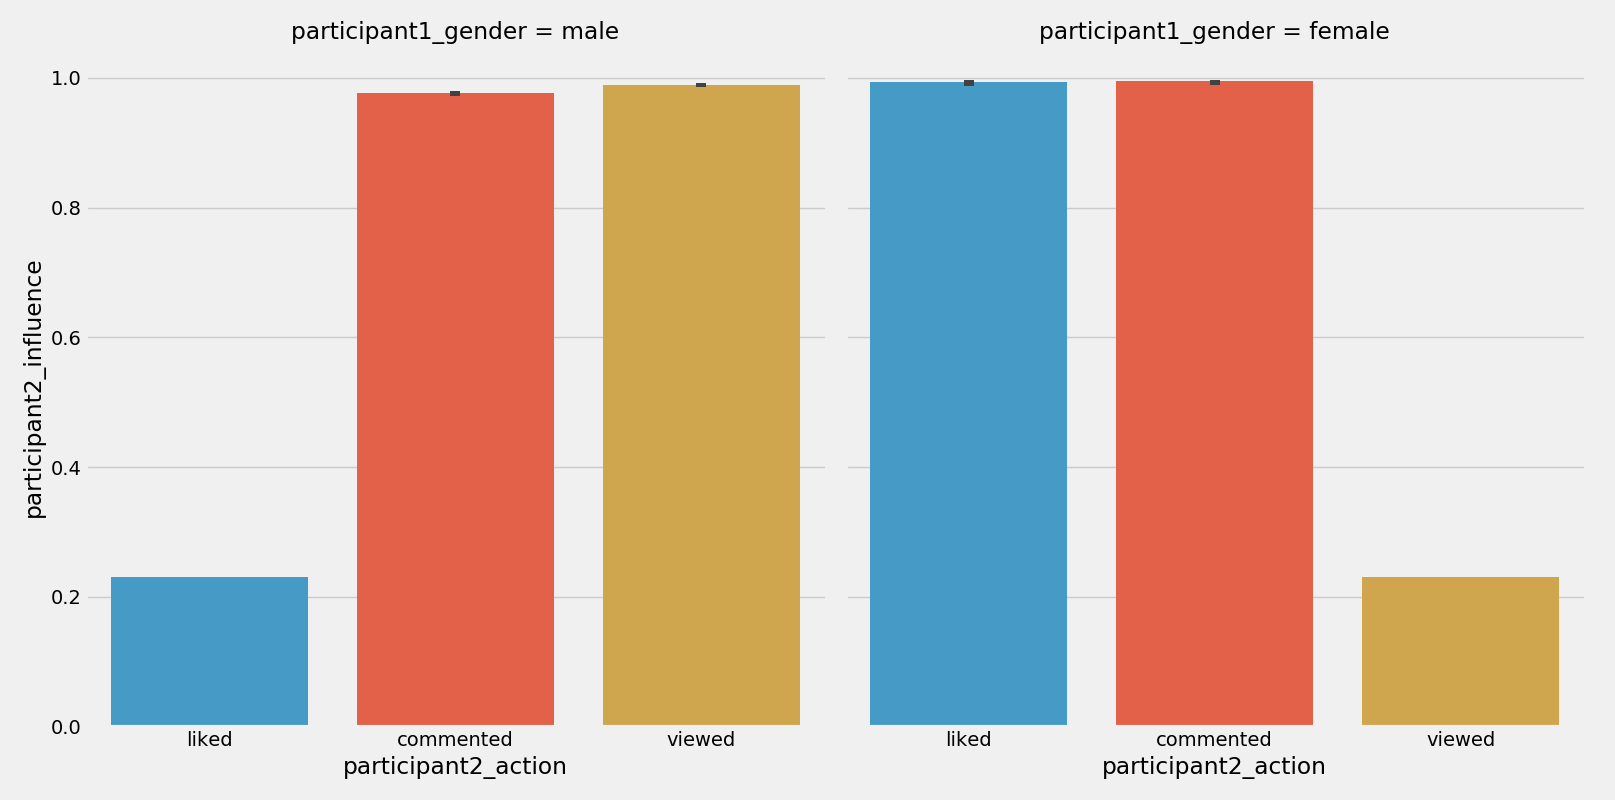 participant1_gender = male
participant1_gender = female
participant2_influence
1.0
0.8
0.6
0.4
0.2
0.0
liked commented viewed
liked commented viewed
participant2_action
participant2_action